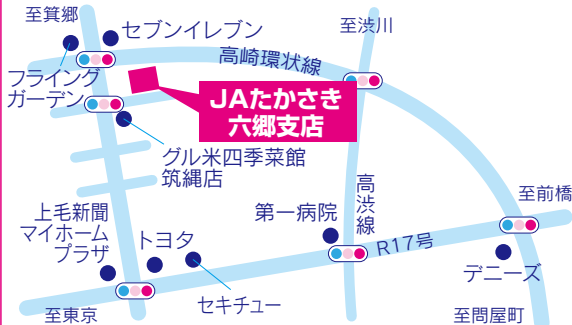 至箕郷
セブンイレブン
至渋川
高崎環状線
フライング
ガーデン
JAたかさき
六郷支店
グル米四季菜館
筑縄店
高渋線
至前橋
上毛新聞
マイホーム
プラザ
トヨタ
第一病院
R17号
デニーズ
セキチュー
至東京
至問屋町